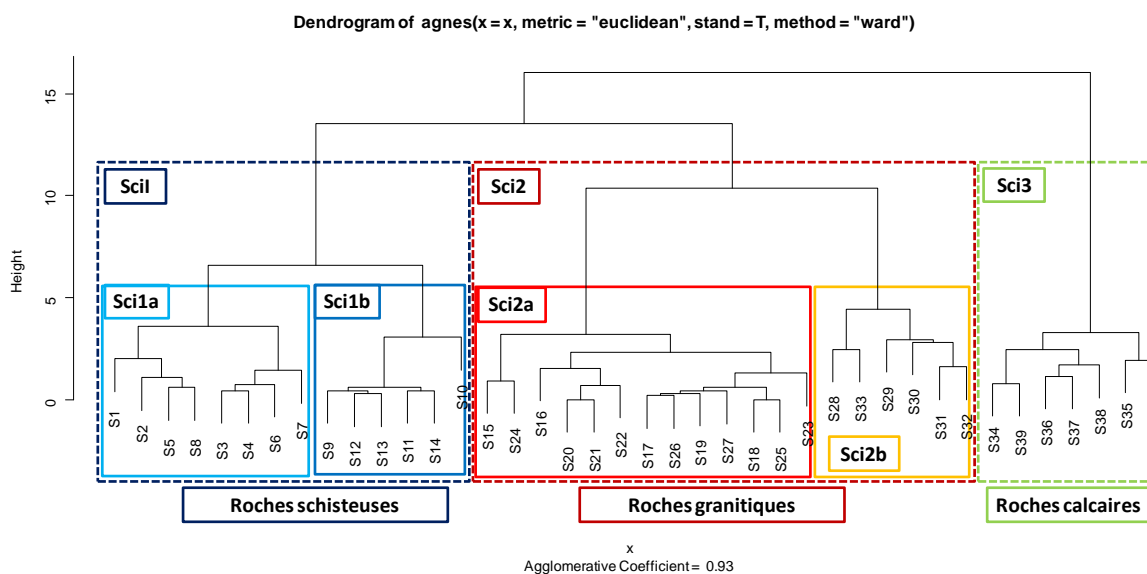 Dendrogram of agnes(x = x, metric = "euclidean", stand = T, method = "ward")
Height
15
10
5
0
SciI
Sci2
Sci3
Sci1a
Sci1b
Sci2a
Sci2b
S1
S2
S5
S8
S3
S4
S6
S7
S9
S12
S13
S11
S14
S10
S15
S24
S16
S20
S21
S22
S17
S26
S19
S27
S18
S25
S23
S28
S33
S29
S30
S31
S32
S34
S39
S36
S37
S38
S35
Roches schisteuses
Roches granitiques
Roches calcaires
x
Agglomerative Coefficient = 0.93